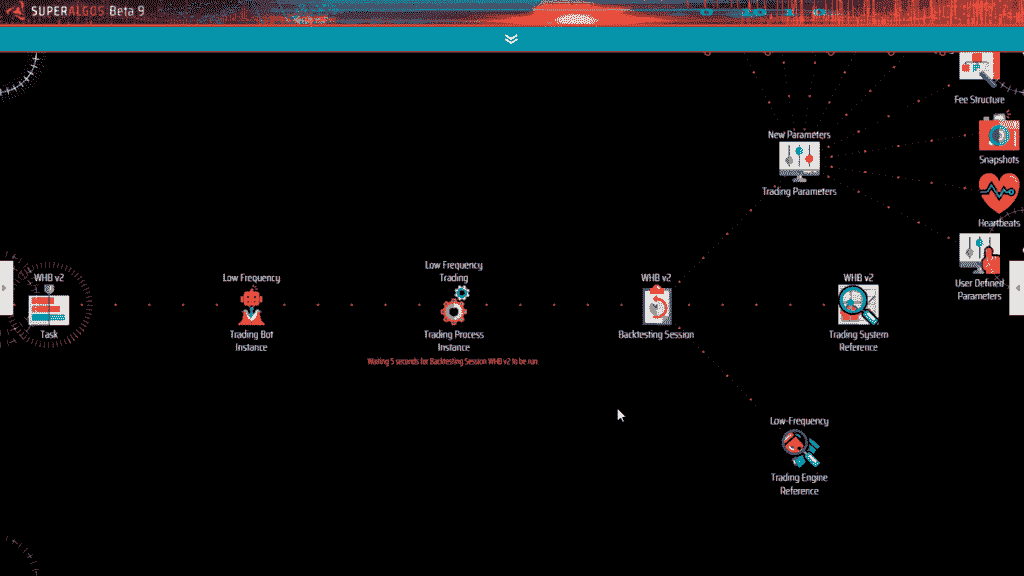 SUPERALGOS Beta 9
Fee Structure
New Parameters
Trading Parameters
Snapshots
Heartbeats
User Defined
Parameters
WHB v2
Task
Low Frequency
Trading Bot
Instance
Low Frequency
Trading
Trading Process
Instance
Waiting 5 seconds for Backtesting Session WHB v2 to be run
WHB v2
Backtesting Session
WHB v2
Trading System
Reference
Low-Frequency
Trading Engine
Reference